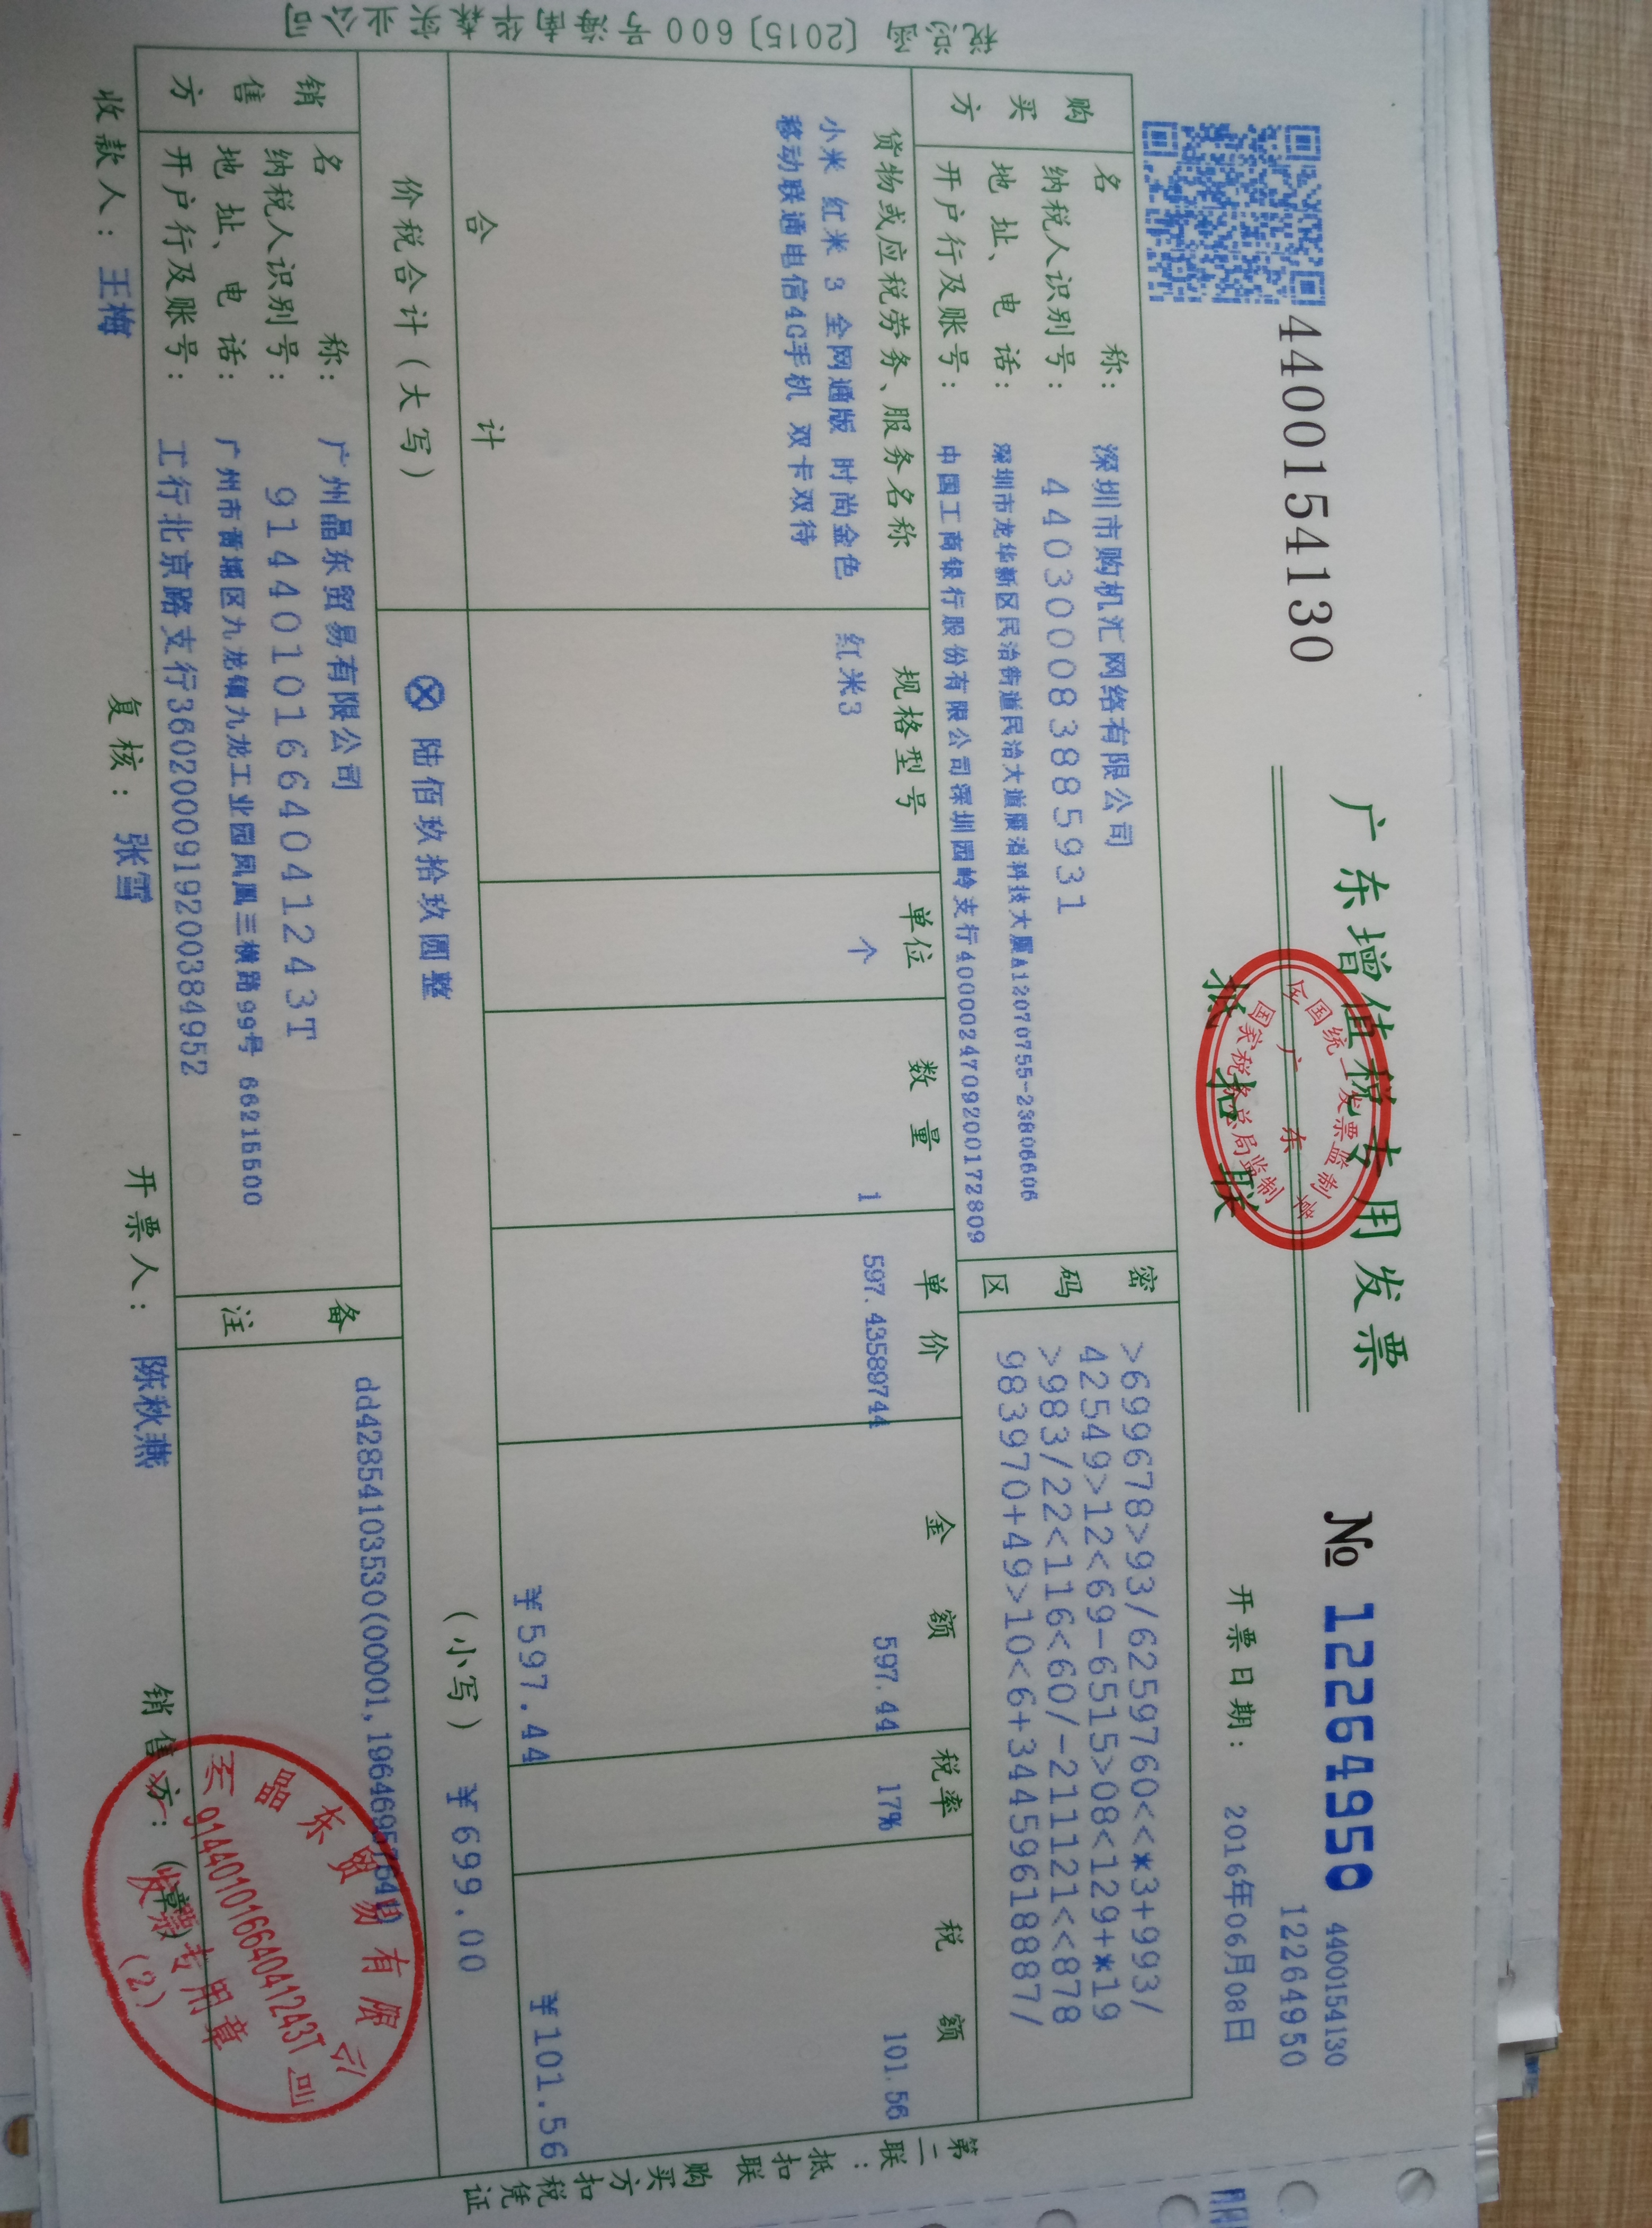 4400154130
广东增值税专用发票
抵扣联
全国统一发票监制章
广东
国家税务总局监制
№ 12264950
4400154130
12264950
开票日期： 2016年06月08日
购买方
名 称： 深圳市购机汇网络有限公司
纳税人识别号： 440300083885931
地址、电话： 深圳市龙华新区民治街道民治大道展滔科技大厦A12070755-23806606
开户行及账号： 中国工商银行股份有限公司深圳园岭支行4000024709200172809
密码区
>699678>93/6259760<<*3+993/
42549>12<69-6515>08<129+*19
>983/22<116<60/-211121<<878
983970+49>10<6+34459618887/
货物或应税劳务、服务名称 规格型号 单位 数量 单价 金额 税率 税额
小米 红米 3 全网通版 时尚金色 红米3 个 1 597.43589744 597.44 17% 101.56
移动联通电信4G手机 双卡双待
合计 ¥597.44 ¥101.56
价税合计（大写） ⊗ 陆佰玖拾玖圆整 （小写） ¥699.00
销售方
名 称： 广州晶东贸易有限公司
纳税人识别号： 91440101664041243T
地址、电话： 广州市黄埔区九龙镇九龙工业园凤凰三横路99号 66215500
开户行及账号： 工行北京路支行3602000919200384952
备注
dd42854103530(00001,19646957641)
收款人： 王梅 复核： 张雪 开票人： 陈秋燕 销售方：（章）
晶东贸易有限公司
91440101664041243T
发票专用章
(2)
第二联：抵扣联 购买方扣税凭证
税总函［2015］600号海南华森实业公司